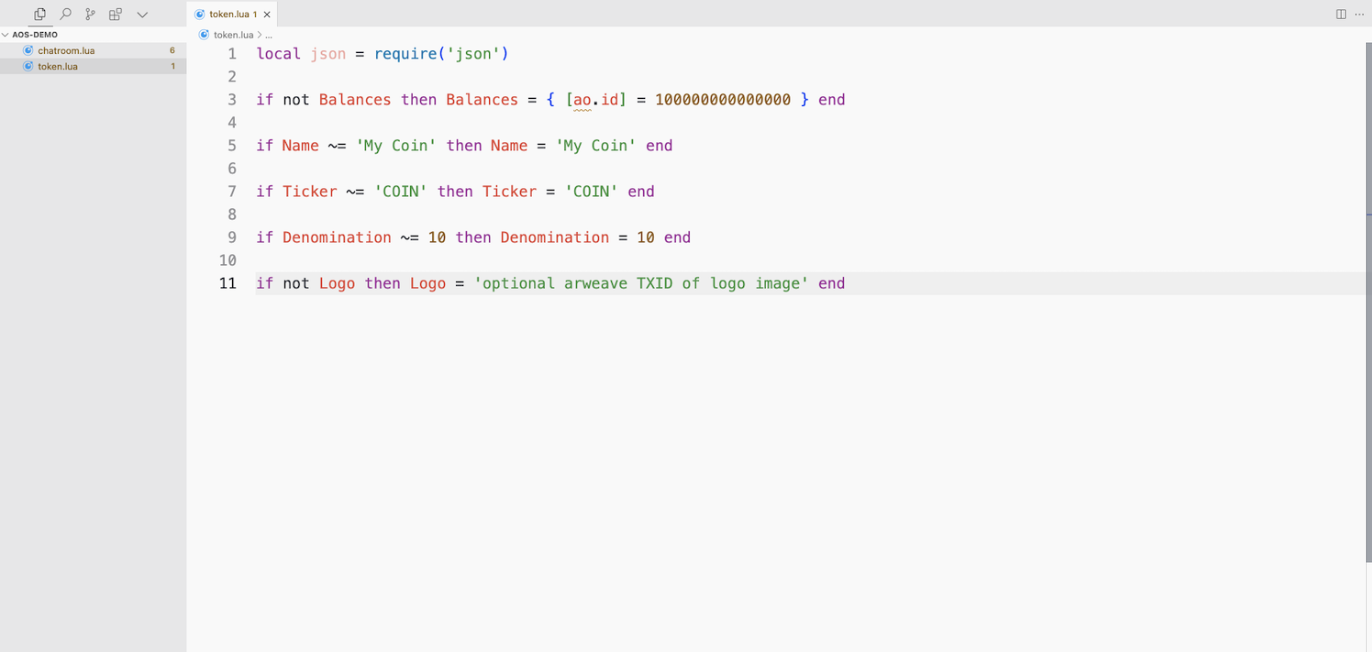 token.lua 1
AOS-DEMO
chatroom.lua 6
token.lua 1
token.lua > ...
1 local json = require('json')
2
3 if not Balances then Balances = { [ao.id] = 100000000000000 } end
4
5 if Name ~= 'My Coin' then Name = 'My Coin' end
6
7 if Ticker ~= 'COIN' then Ticker = 'COIN' end
8
9 if Denomination ~= 10 then Denomination = 10 end
10
11 if not Logo then Logo = 'optional arweave TXID of logo image' end